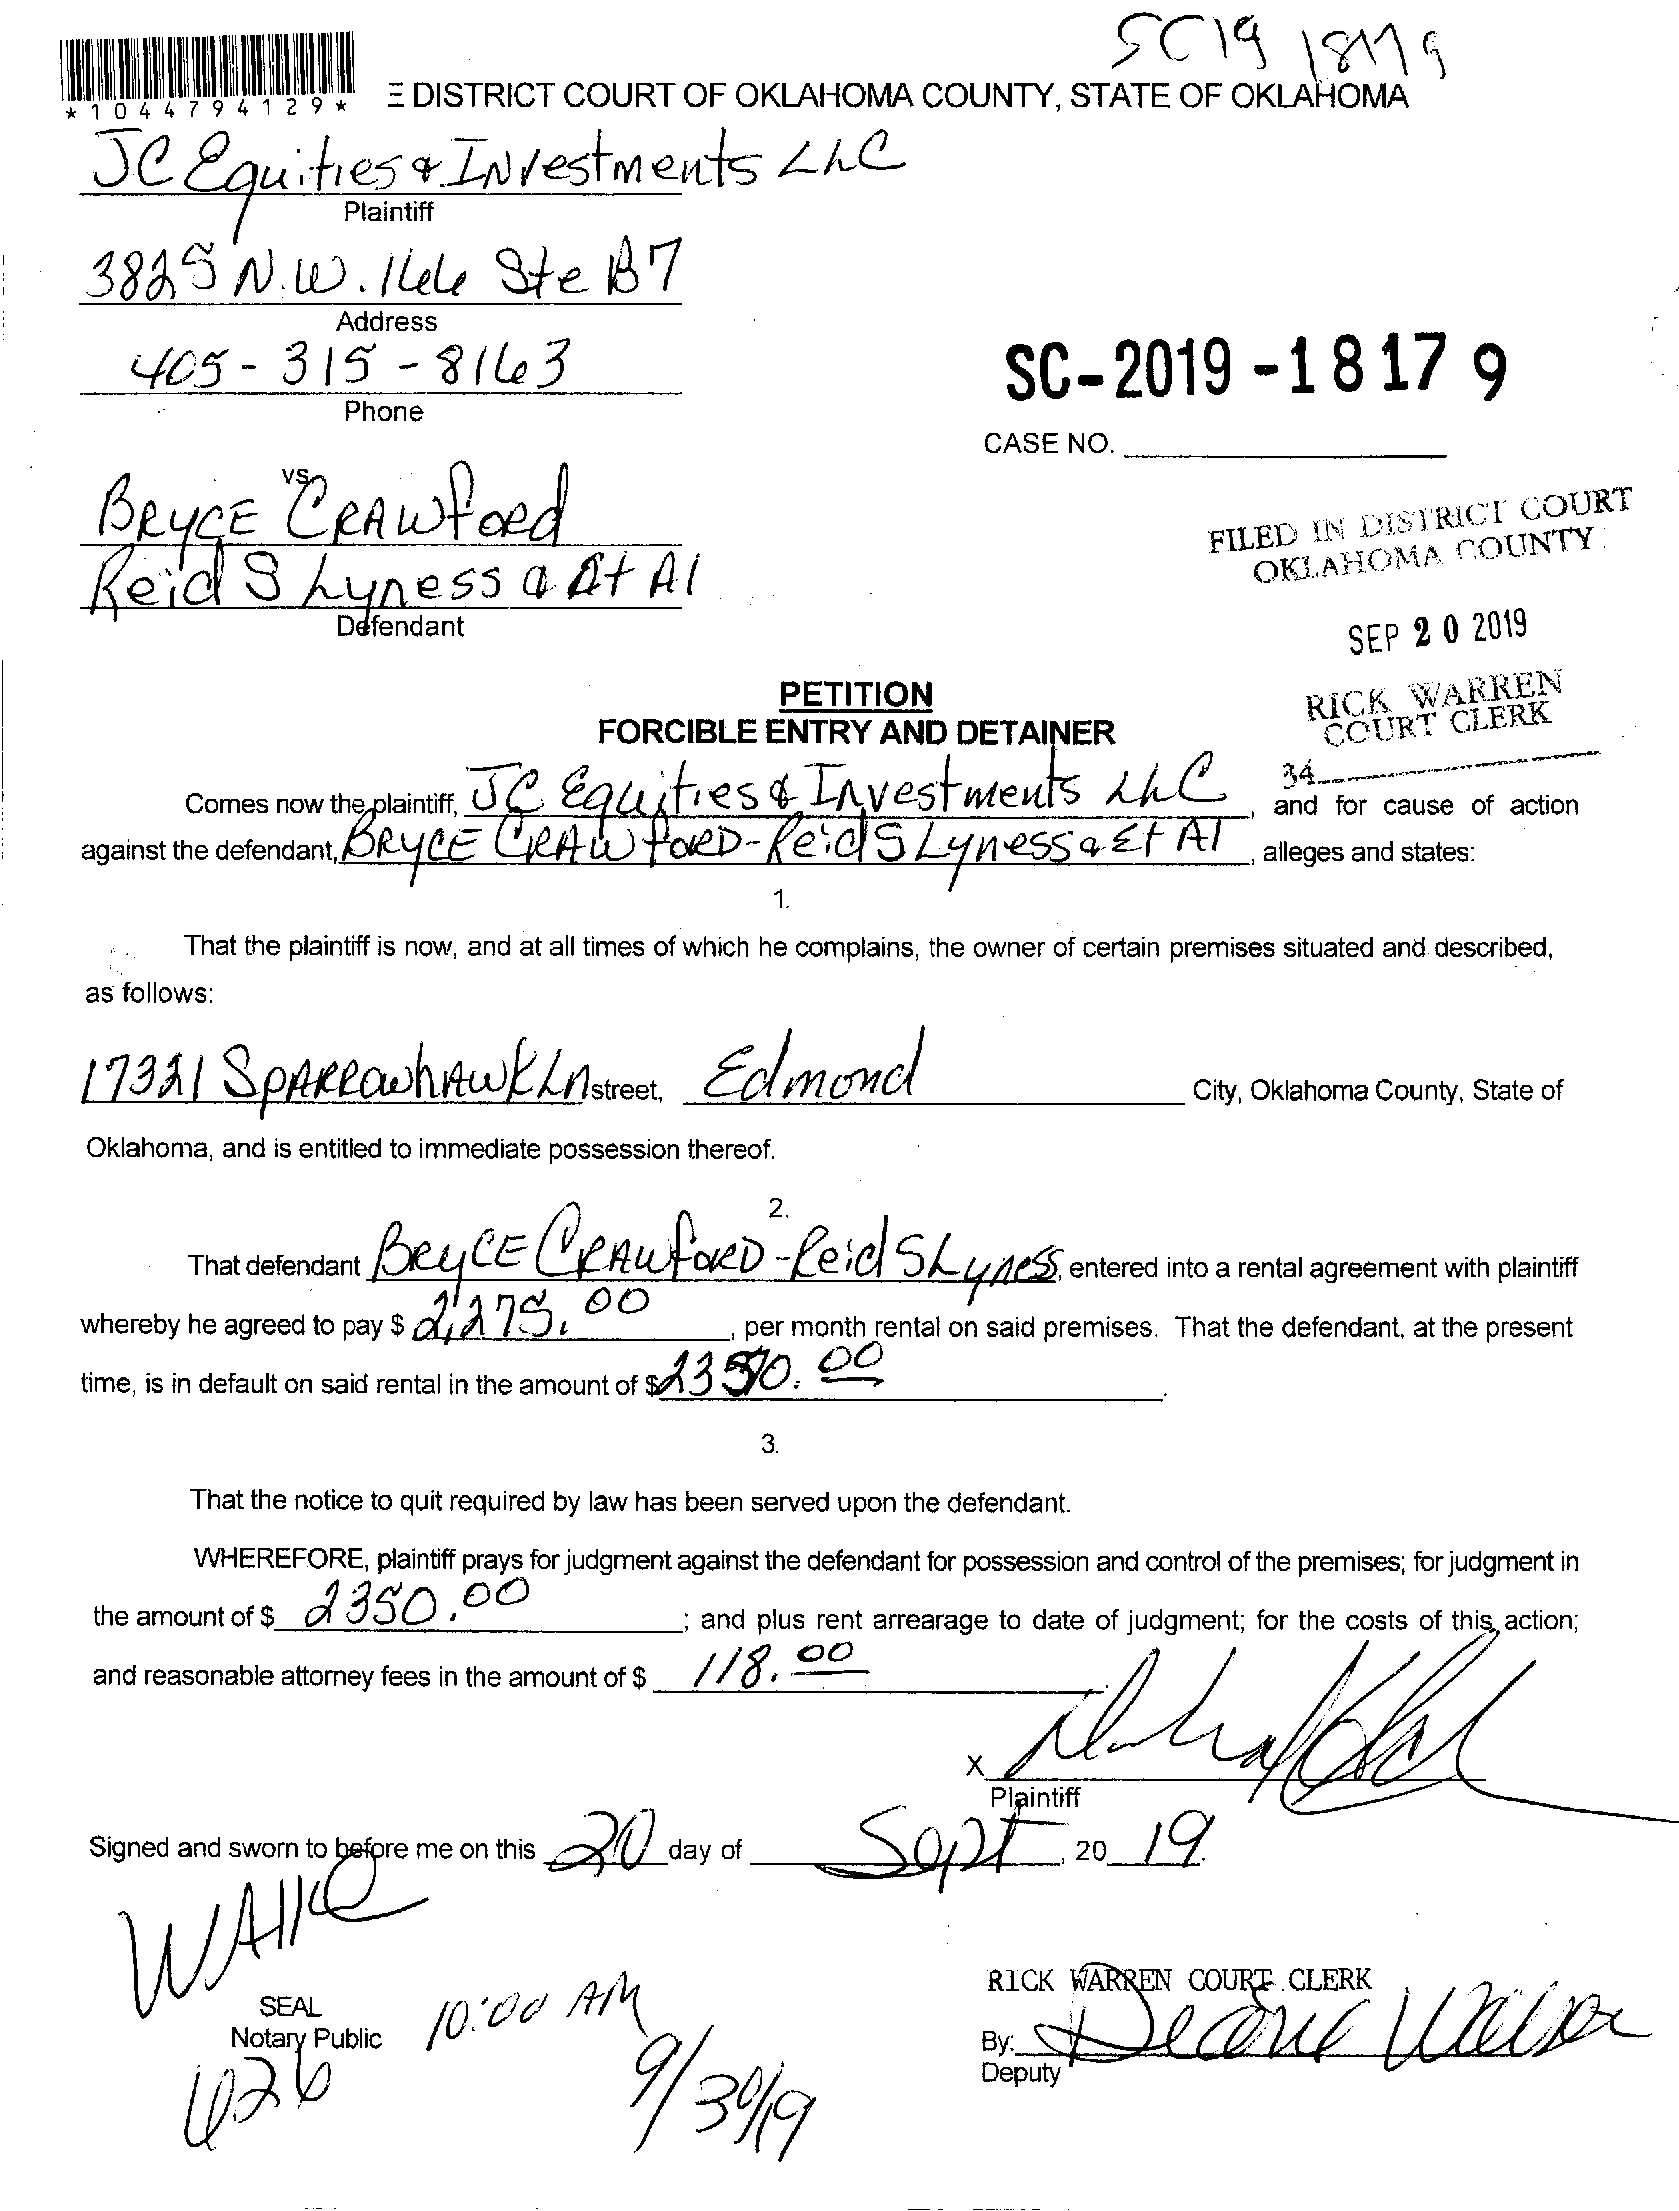 SC19 18179
*1044794129*
E DISTRICT COURT OF OKLAHOMA COUNTY, STATE OF OKLAHOMA
JC Equities & Investments LLC
Plaintiff
3825 N.W. 166 Ste B7
Address
405-315-8163
Phone
SC-2019-18179
CASE NO.
vs.
BRYCE CRAWFORD
Reid S Lyness & Et Al
Defendant
FILED IN DISTRICT COURT
OKLAHOMA COUNTY
SEP 20 2019
RICK WARREN
COURT CLERK
34
PETITION
FORCIBLE ENTRY AND DETAINER
Comes now the plaintiff, JC Equities & Investments LLC, and for cause of action
against the defendant, BRYCE CRAWFORD-Reid S Lyness & Et Al, alleges and states:
1.
That the plaintiff is now, and at all times of which he complains, the owner of certain premises situated and described,
as follows:
17321 SPARROWHAWK Ln street, Edmond City, Oklahoma County, State of
Oklahoma, and is entitled to immediate possession thereof.
2.
That defendant BRYCE CRAWFORD-Reid S Lyness, entered into a rental agreement with plaintiff
whereby he agreed to pay $ 2,275.00, per month rental on said premises. That the defendant, at the present
time, is in default on said rental in the amount of $2350.00.
3.
That the notice to quit required by law has been served upon the defendant.
WHEREFORE, plaintiff prays for judgment against the defendant for possession and control of the premises; for judgment in
the amount of $ 2350.00; and plus rent arrearage to date of judgment; for the costs of this action;
and reasonable attorney fees in the amount of $ 118.00.
X
Plaintiff
Signed and sworn to before me on this 20 day of Sept, 2019.
SEAL
Notary Public
10:00 AM
626
9/30/19
RICK WARREN COURT CLERK
By:
Deputy